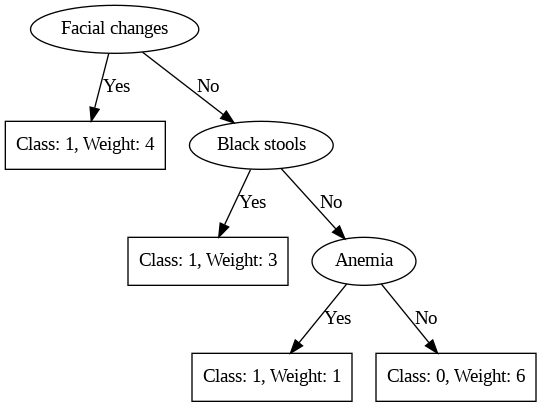 Facial changes
Yes
No
Class: 1, Weight: 4
Black stools
Yes
No
Class: 1, Weight: 3
Anemia
Yes
No
Class: 1, Weight: 1
Class: 0, Weight: 6